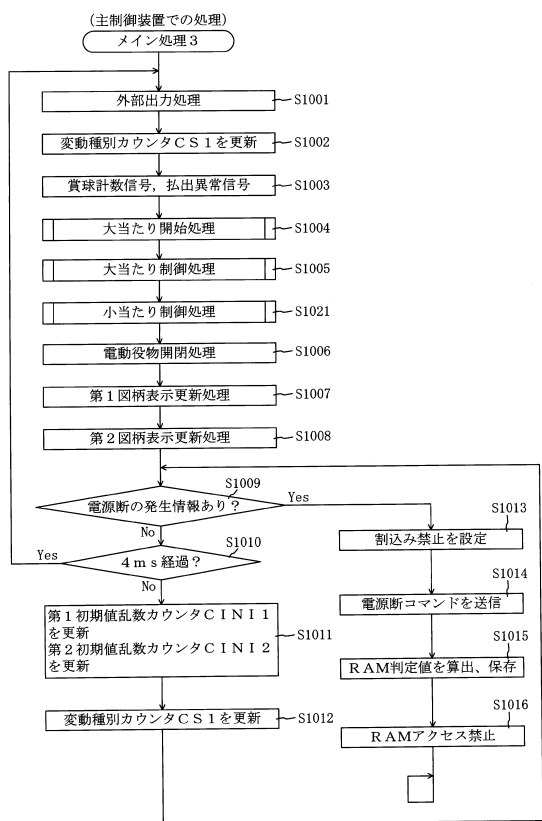 (主制御装置での処理)
メイン処理３
外部出力処理
S1001
変動種別カウンタＣＳ１を更新
S1002
賞球計数信号，払出異常信号
S1003
大当たり開始処理
S1004
大当たり制御処理
S1005
小当たり制御処理
S1021
電動役物開閉処理
S1006
第１図柄表示更新処理
S1007
第２図柄表示更新処理
S1008
S1009
電源断の発生情報あり？
Yes
No
S1010
４ｍｓ経過？
Yes
No
第１初期値乱数カウンタＣＩＮＩ１
を更新
第２初期値乱数カウンタＣＩＮＩ２
を更新
S1011
変動種別カウンタＣＳ１を更新
S1012
S1013
割込み禁止を設定
S1014
電源断コマンドを送信
S1015
ＲＡＭ判定値を算出、保存
S1016
ＲＡＭアクセス禁止